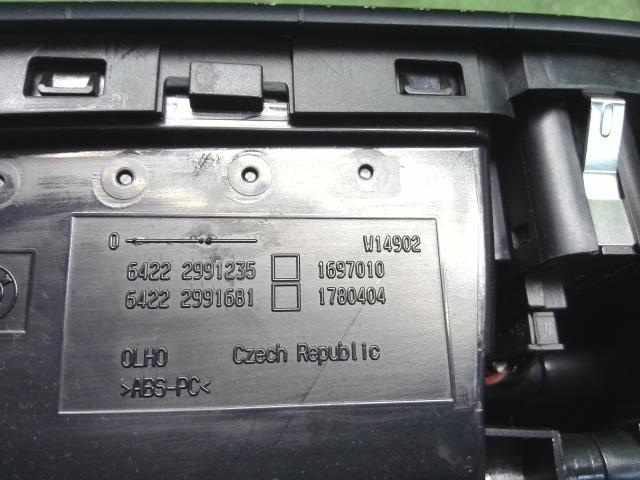 0 W14902
6422 2991235 1697010
6422 2991681 1780404
OLHO Czech Republic
>ABS-PC<